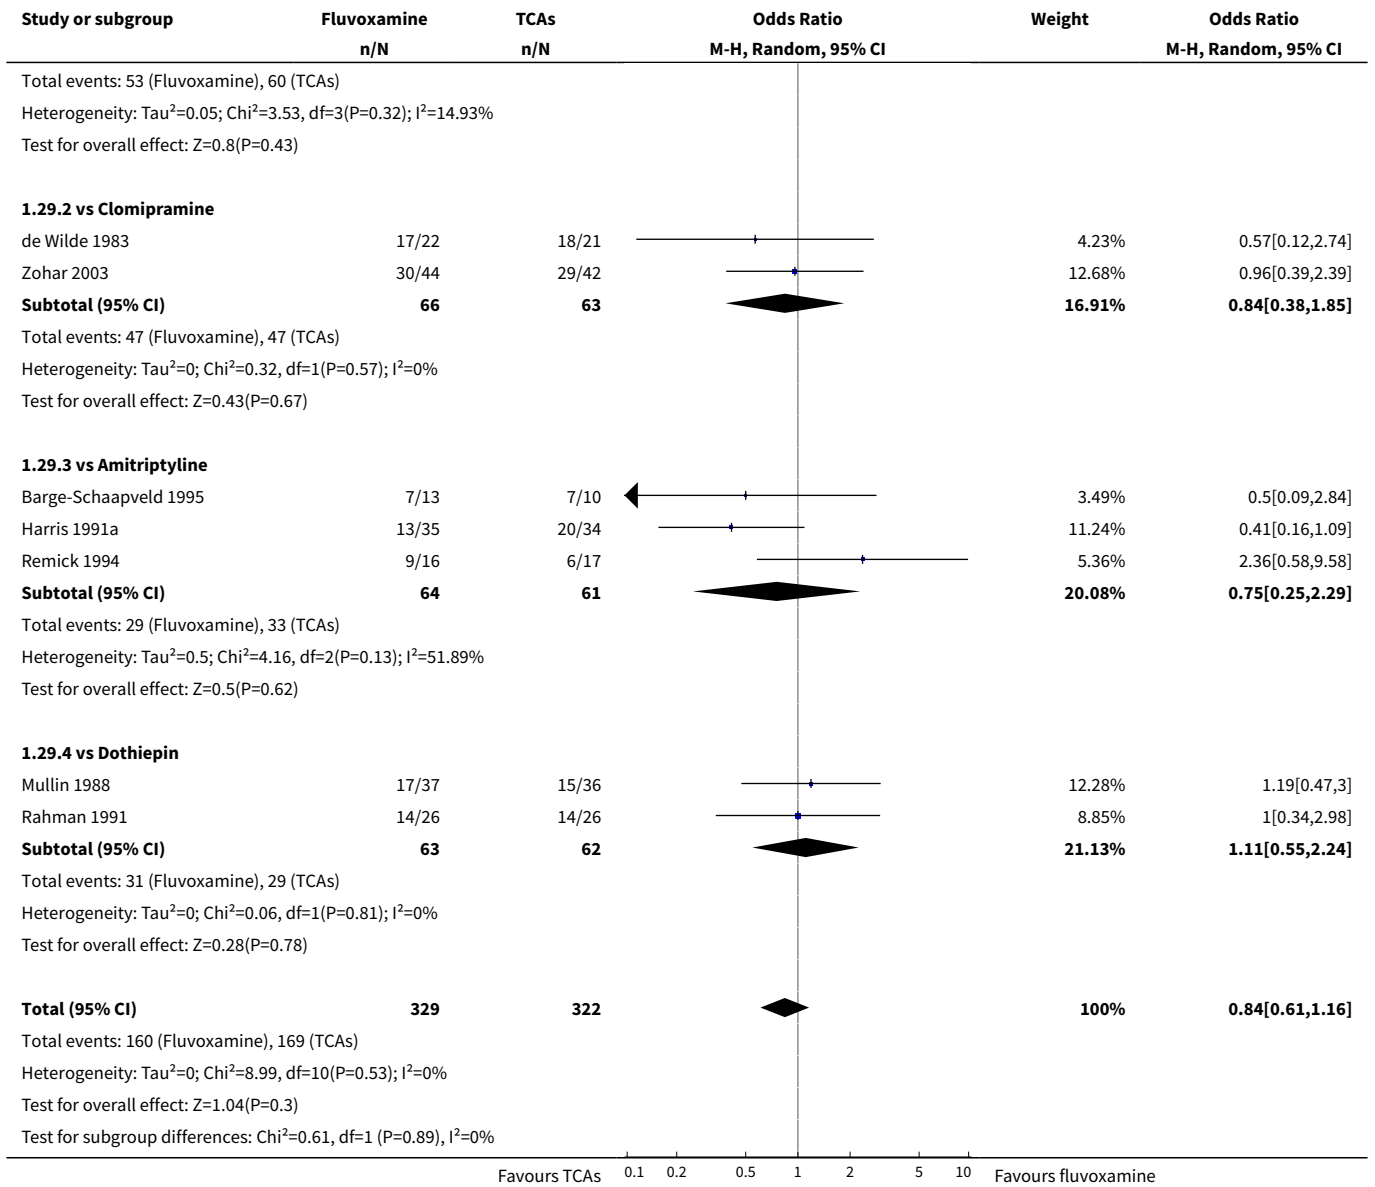 Study or subgroup Fluvoxamine TCAs Odds Ratio Weight Odds Ratio
n/N n/N M-H, Random, 95% CI M-H, Random, 95% CI
Total events: 53 (Fluvoxamine), 60 (TCAs)
Heterogeneity: Tau²=0.05; Chi²=3.53, df=3(P=0.32); I²=14.93%
Test for overall effect: Z=0.8(P=0.43)
1.29.2 vs Clomipramine
de Wilde 1983 17/22 18/21 4.23% 0.57[0.12,2.74]
Zohar 2003 30/44 29/42 12.68% 0.96[0.39,2.39]
Subtotal (95% CI) 66 63 16.91% 0.84[0.38,1.85]
Total events: 47 (Fluvoxamine), 47 (TCAs)
Heterogeneity: Tau²=0; Chi²=0.32, df=1(P=0.57); I²=0%
Test for overall effect: Z=0.43(P=0.67)
1.29.3 vs Amitriptyline
Barge-Schaapveld 1995 7/13 7/10 3.49% 0.5[0.09,2.84]
Harris 1991a 13/35 20/34 11.24% 0.41[0.16,1.09]
Remick 1994 9/16 6/17 5.36% 2.36[0.58,9.58]
Subtotal (95% CI) 64 61 20.08% 0.75[0.25,2.29]
Total events: 29 (Fluvoxamine), 33 (TCAs)
Heterogeneity: Tau²=0.5; Chi²=4.16, df=2(P=0.13); I²=51.89%
Test for overall effect: Z=0.5(P=0.62)
1.29.4 vs Dothiepin
Mullin 1988 17/37 15/36 12.28% 1.19[0.47,3]
Rahman 1991 14/26 14/26 8.85% 1[0.34,2.98]
Subtotal (95% CI) 63 62 21.13% 1.11[0.55,2.24]
Total events: 31 (Fluvoxamine), 29 (TCAs)
Heterogeneity: Tau²=0; Chi²=0.06, df=1(P=0.81); I²=0%
Test for overall effect: Z=0.28(P=0.78)
Total (95% CI) 329 322 100% 0.84[0.61,1.16]
Total events: 160 (Fluvoxamine), 169 (TCAs)
Heterogeneity: Tau²=0; Chi²=8.99, df=10(P=0.53); I²=0%
Test for overall effect: Z=1.04(P=0.3)
Test for subgroup differences: Chi²=0.61, df=1 (P=0.89), I²=0%
Favours TCAs 0.1 0.2 0.5 1 2 5 10 Favours fluvoxamine